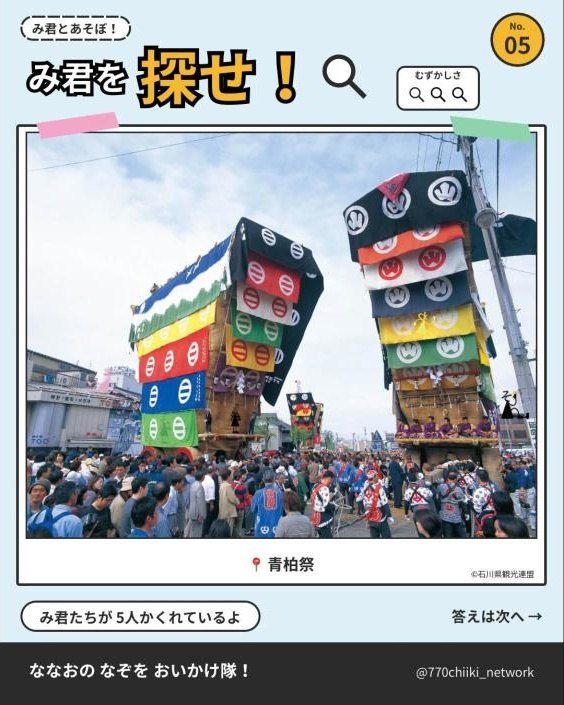 み君とあそぼ！
No.
05
み君を 探せ！
むずかしさ
青柏祭
©石川県観光連盟
み君たちが 5人かくれているよ
答えは次へ →
ななおの なぞを おいかけ隊！
@770chiiki_network